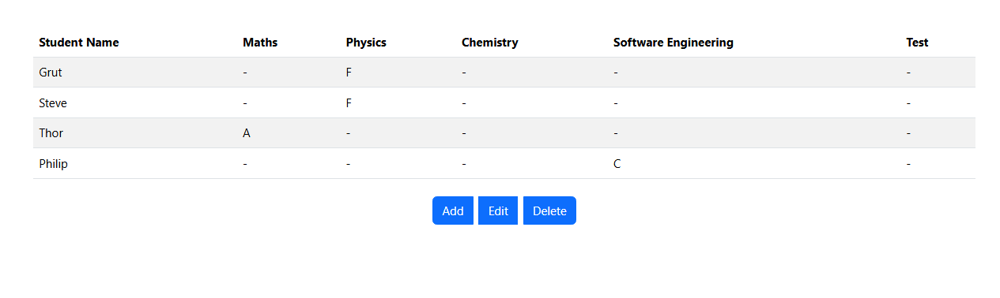 Student Name Maths Physics Chemistry Software Engineering Test
Grut - F - - -
Steve - F - - -
Thor A - - - -
Philip - - - C -
Add Edit Delete